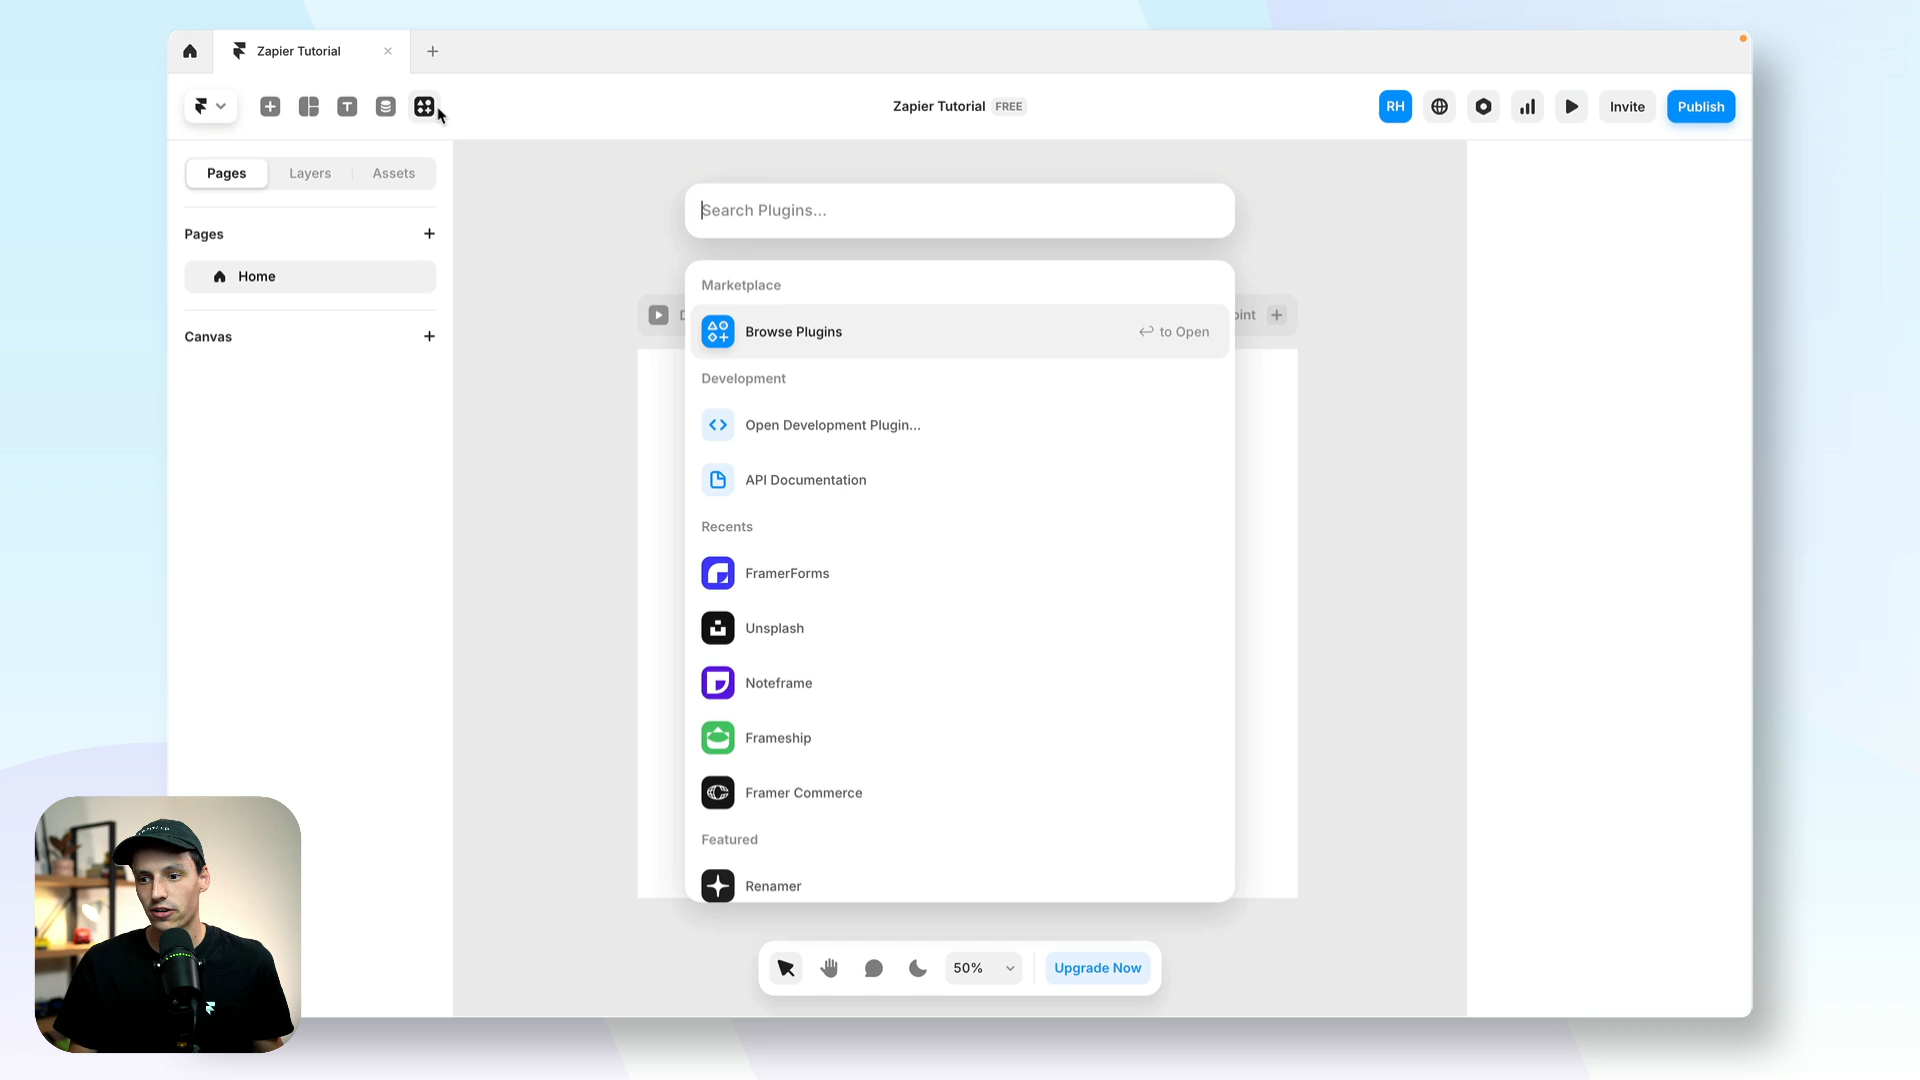 Zapier Tutorial
Zapier Tutorial FREE
RH
Invite
Publish
Pages
Layers
Assets
Pages
Home
Canvas
Search Plugins...
Marketplace
Browse Plugins
to Open
Development
Open Development Plugin...
API Documentation
Recents
FramerForms
Unsplash
Noteframe
Frameship
Framer Commerce
Featured
Renamer
50%
Upgrade Now